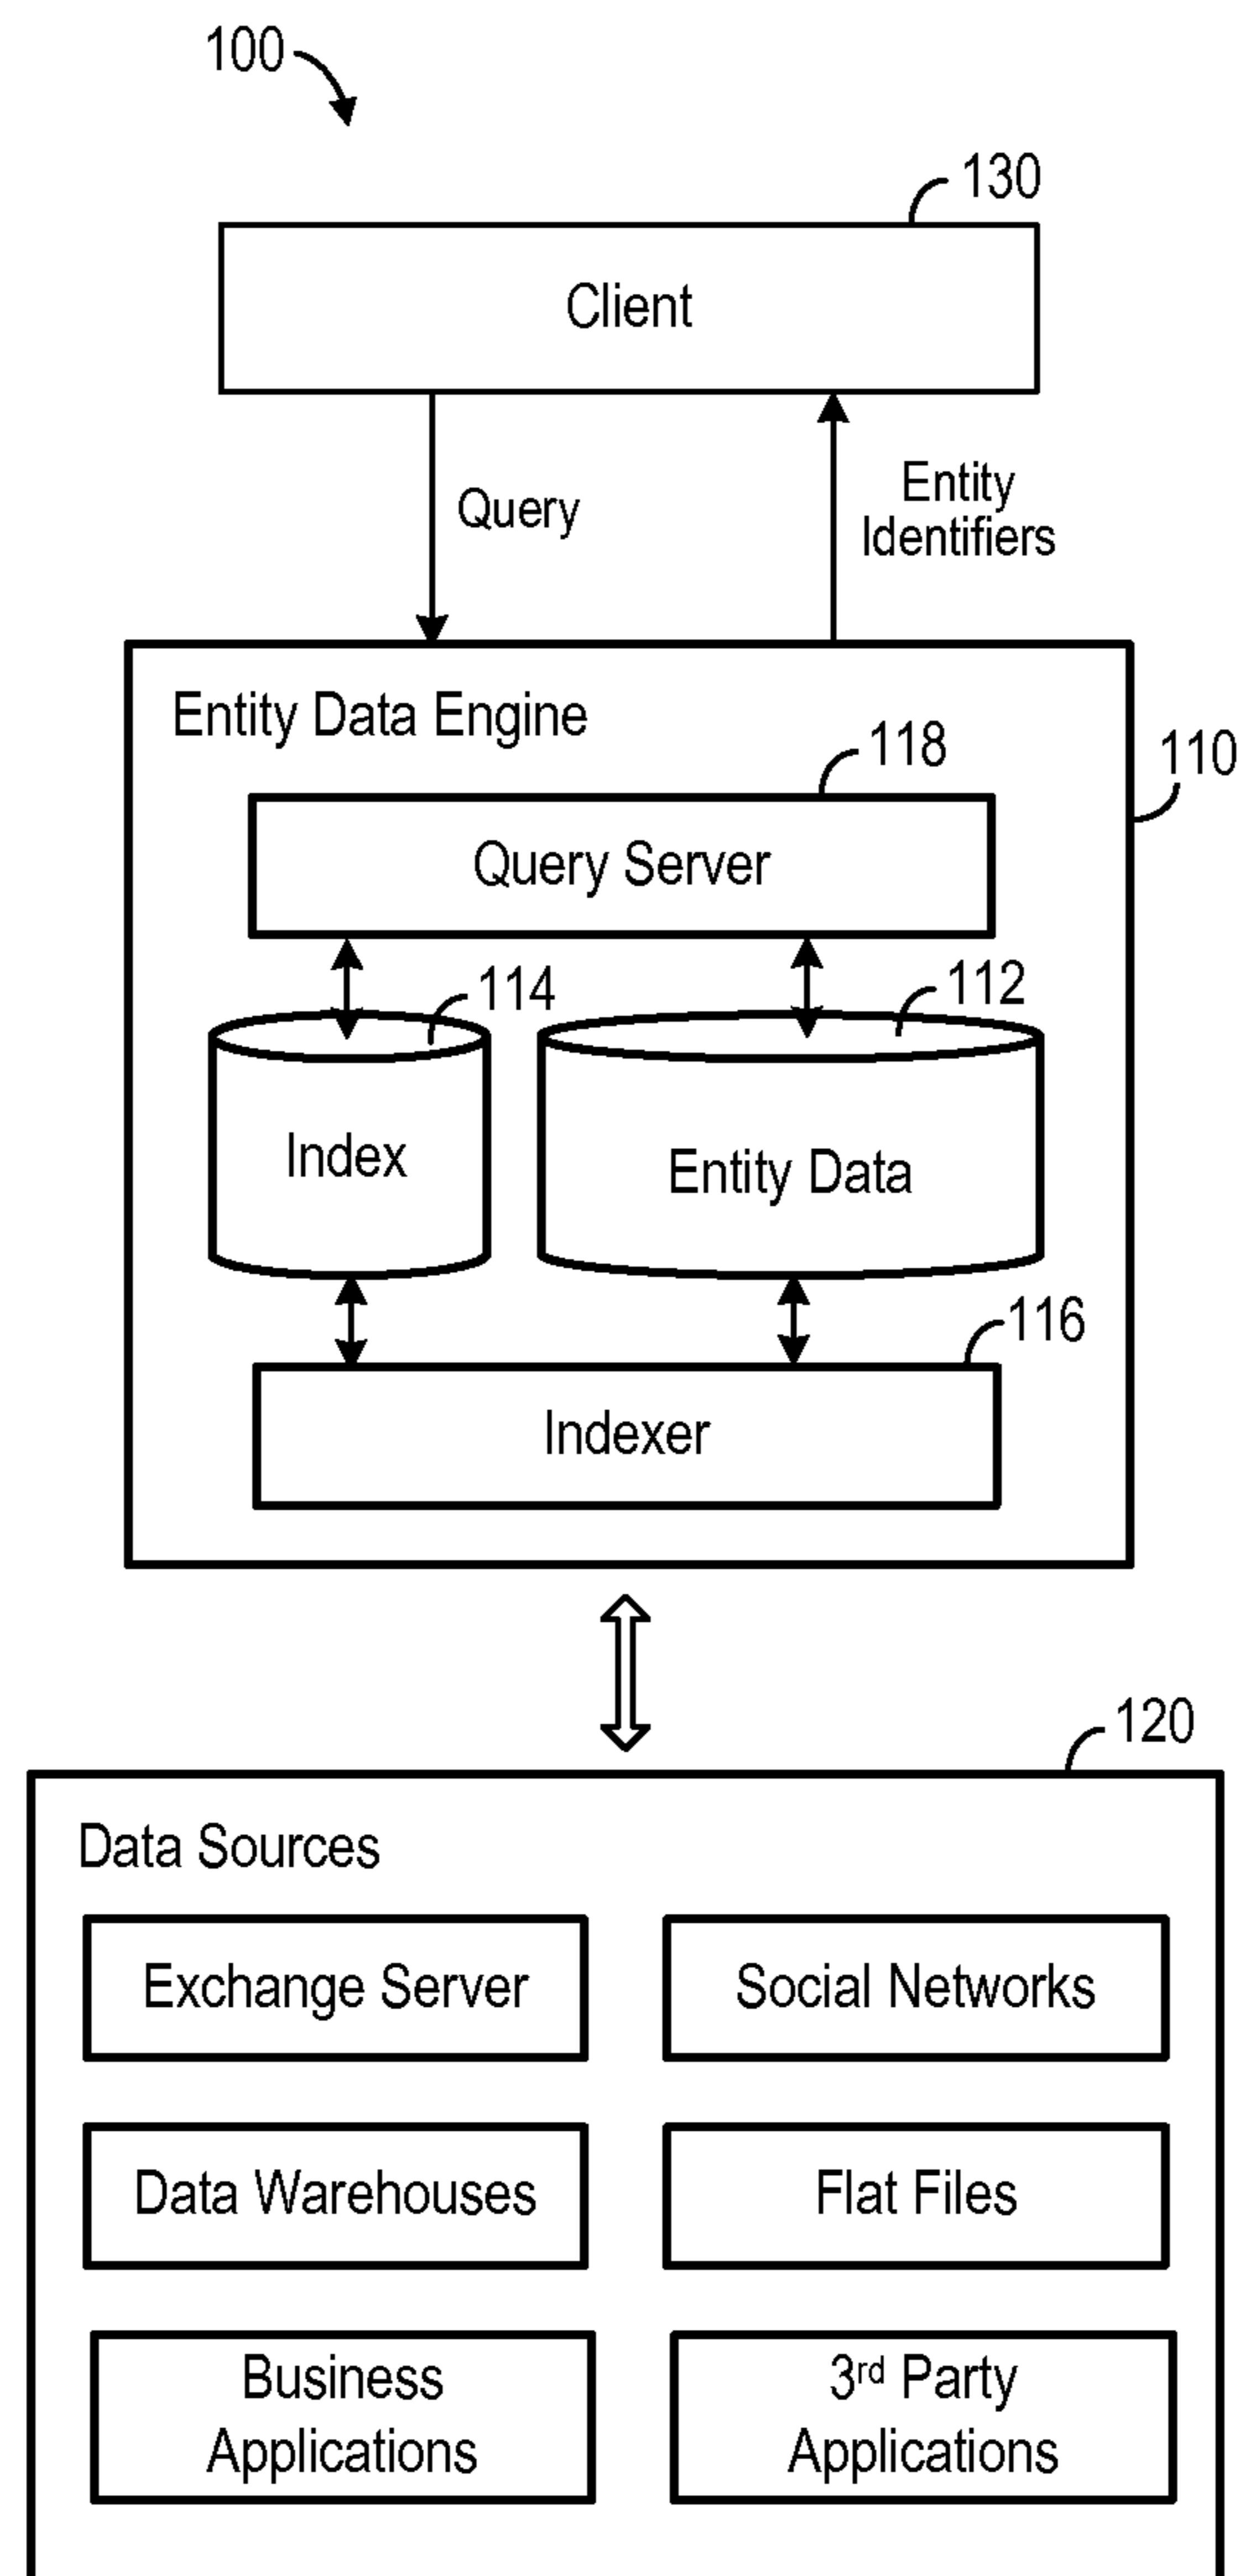 100
130
Client
Query
Entity
Identifiers
Entity Data Engine
110
118
Query Server
114
112
Index
Entity Data
116
Indexer
120
Data Sources
Exchange Server
Social Networks
Data Warehouses
Flat Files
Business
Applications
3rd Party
Applications